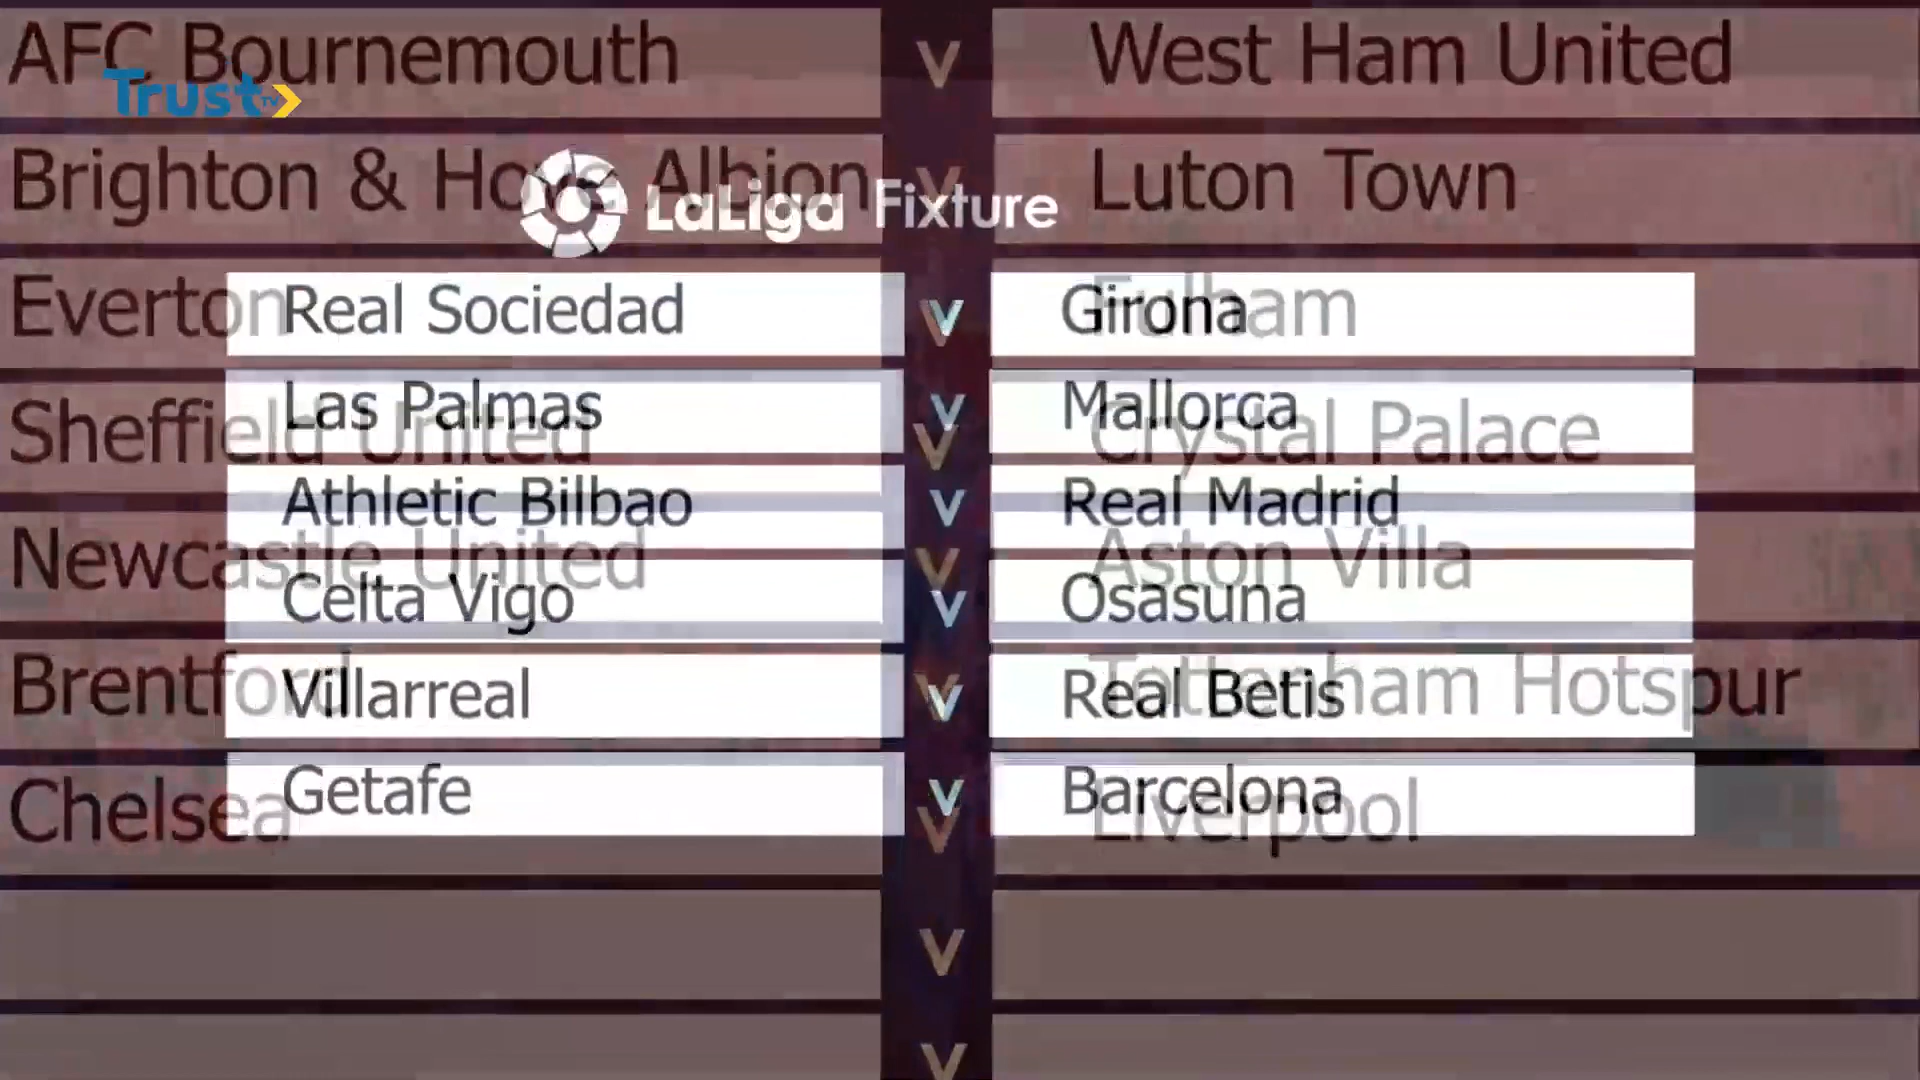 AFC Bournemouth V West Ham United
Trust TV
Brighton & Hove Albion V Luton Town
LaLiga Fixture
Everton V Fulham
Real Sociedad V Girona
Las Palmas V Mallorca
Sheffield United V Crystal Palace
Athletic Bilbao V Real Madrid
Newcastle United V Aston Villa
Celta Vigo V Osasuna
Brentford V Tottenham Hotspur
Villarreal V Real Betis
Getafe V Barcelona
Chelsea V Liverpool
V
V